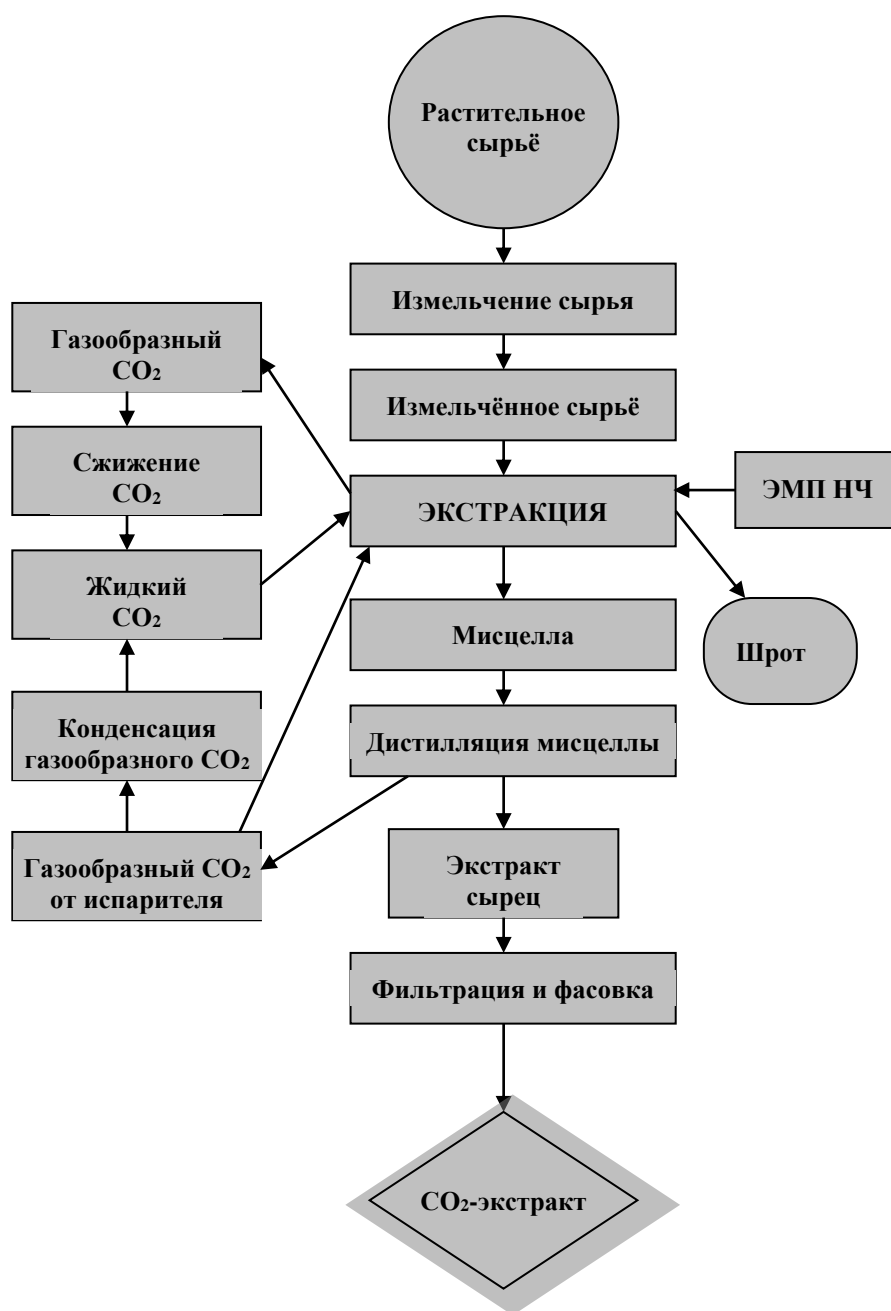 Растительное
сырьё
Измельчение сырья
Газообразный
CO₂
Измельчённое сырьё
Сжижение
CO₂
ЭКСТРАКЦИЯ
ЭМП НЧ
Жидкий
CO₂
Мисцелла
Шрот
Конденсация
газообразного CO₂
Дистилляция мисцеллы
Газообразный CO₂
от испарителя
Экстракт
сырец
Фильтрация и фасовка
CO₂-экстракт